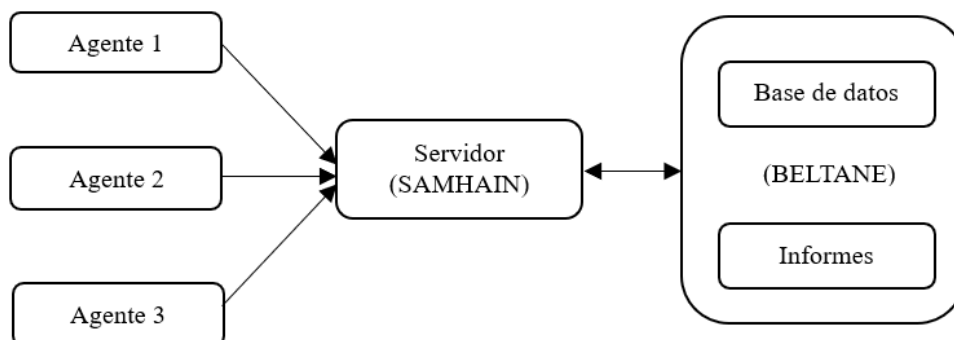 Agente 1
Agente 2
Agente 3
Servidor
(SAMHAIN)
Base de datos
(BELTANE)
Informes